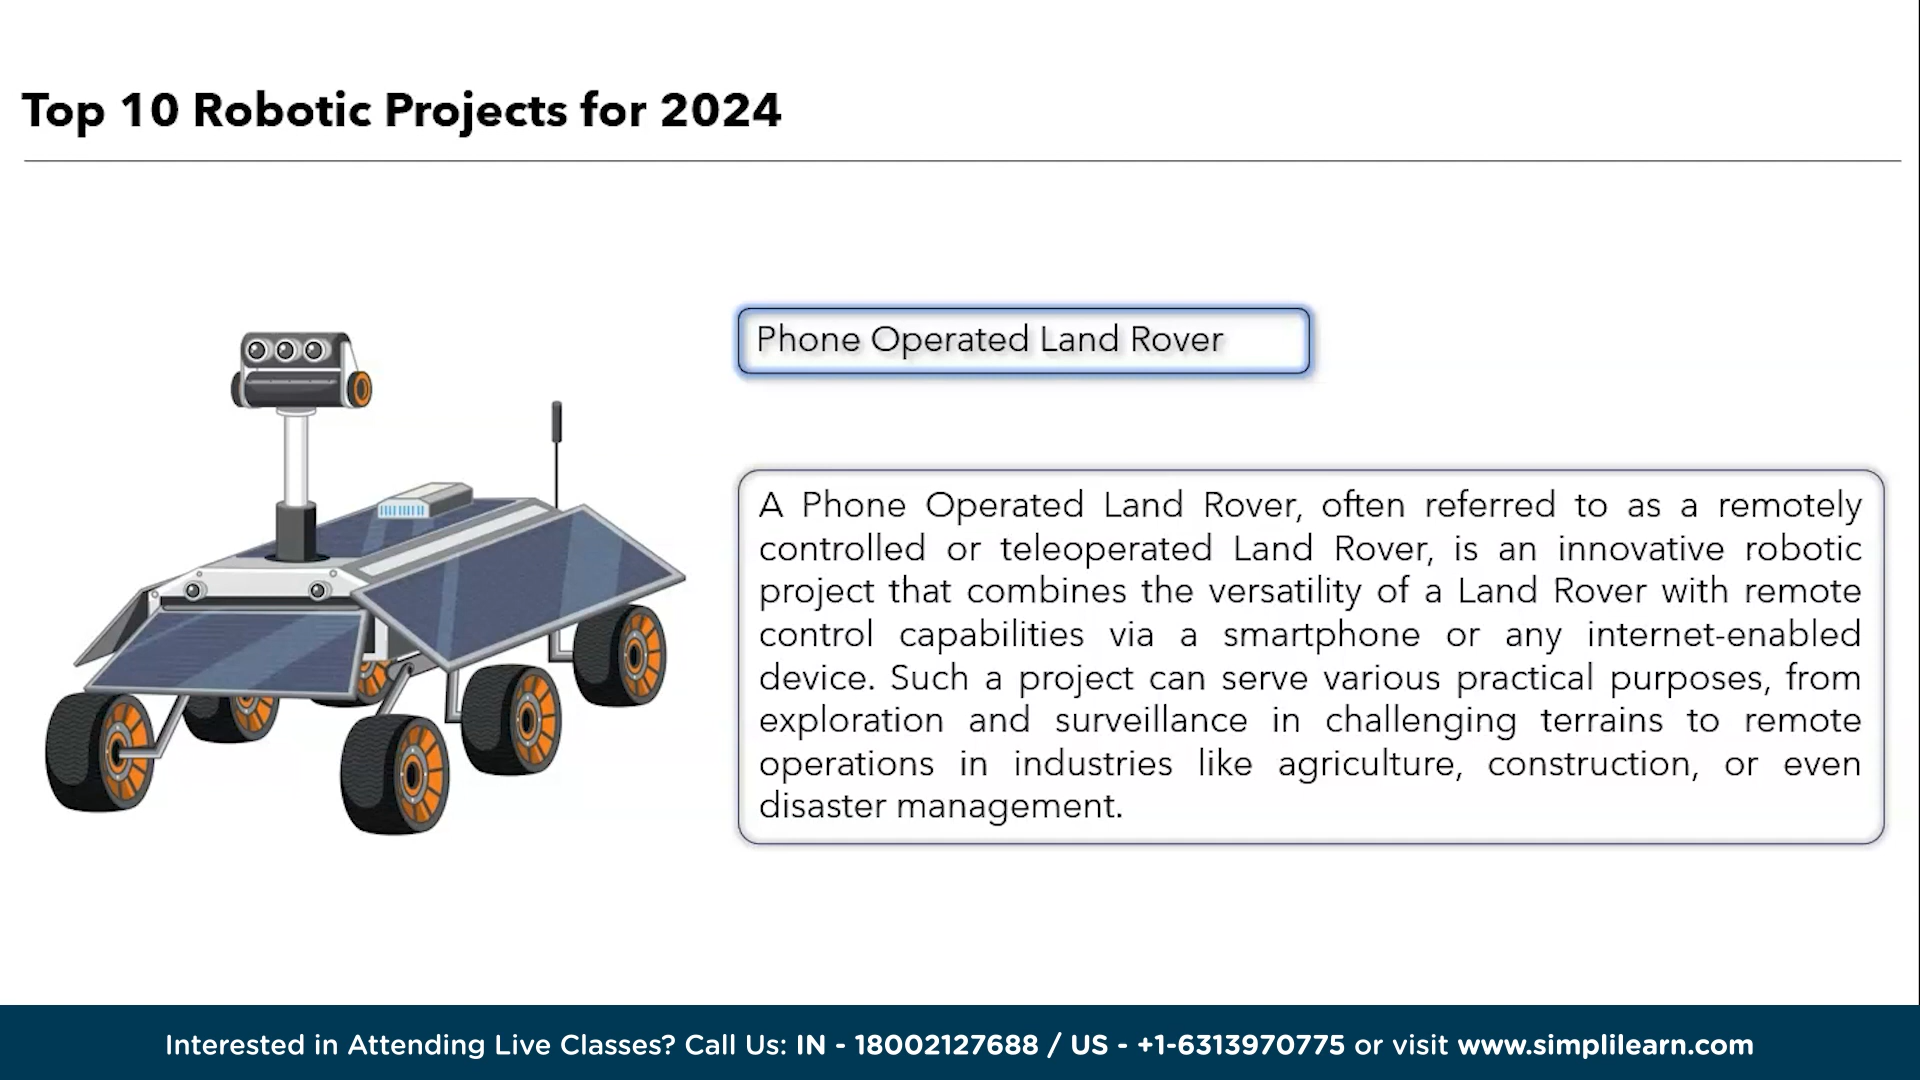 Top 10 Robotic Projects for 2024
Phone Operated Land Rover
A Phone Operated Land Rover, often referred to as a remotely
controlled or teleoperated Land Rover, is an innovative robotic
project that combines the versatility of a Land Rover with remote
control capabilities via a smartphone or any internet-enabled
device. Such a project can serve various practical purposes, from
exploration and surveillance in challenging terrains to remote
operations in industries like agriculture, construction, or even
disaster management.
Interested in Attending Live Classes? Call Us: IN - 18002127688 / US - +1-6313970775 or visit www.simplilearn.com